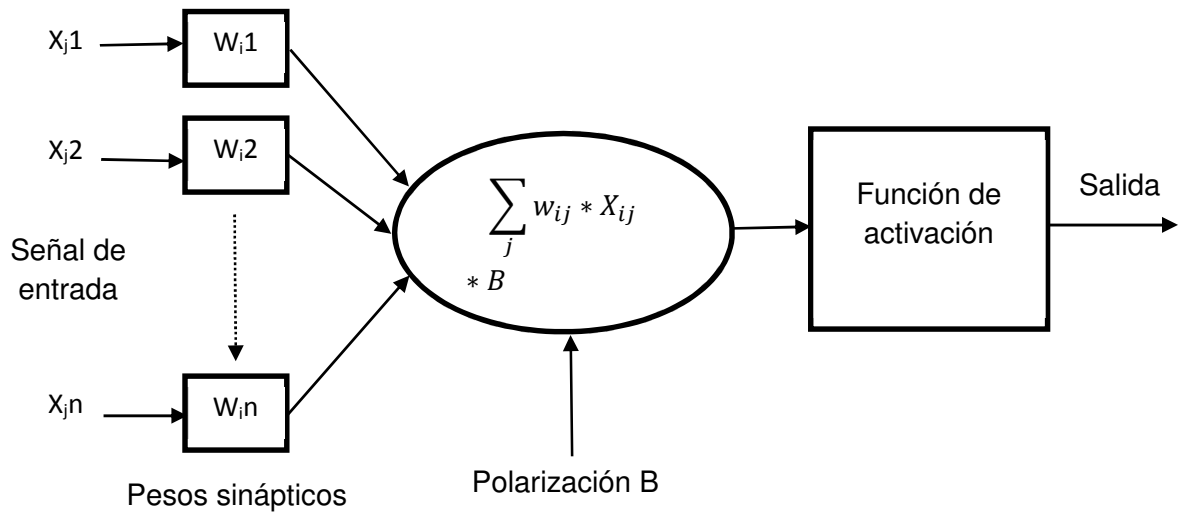 Xj1
Wi1
Xj2
Wi2
Señal de
entrada
Xjn
Win
Pesos sinápticos
∑j wij * Xij
* B
Polarización B
Función de
activación
Salida